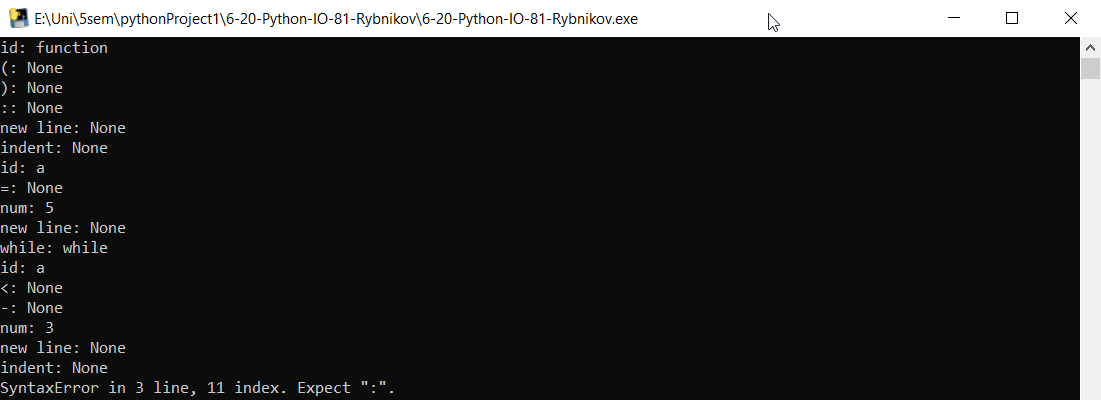 E:\Uni\5sem\pythonProject1\6-20-Python-IO-81-Rybnikov\6-20-Python-IO-81-Rybnikov.exe
id: function
(: None
): None
:: None
new line: None
indent: None
id: a
=: None
num: 5
new line: None
while: while
id: a
<: None
-: None
num: 3
new line: None
indent: None
SyntaxError in 3 line, 11 index. Expect ":".